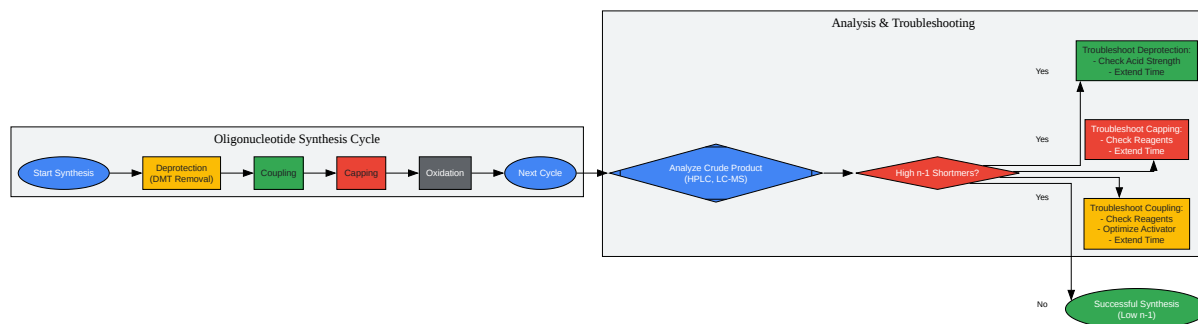 Analysis & Troubleshooting
Troubleshoot Deprotection:
- Check Acid Strength
- Extend Time
Yes
Oligonucleotide Synthesis Cycle
Troubleshoot Capping:
- Check Reagents
- Extend Time
Yes
Start Synthesis
Deprotection
(DMT Removal)
Coupling
Capping
Oxidation
Next Cycle
Analyze Crude Product
(HPLC, LC-MS)
High n-1 Shortmers?
Yes
Troubleshoot Coupling:
- Check Reagents
- Optimize Activator
- Extend Time
No
Successful Synthesis
(Low n-1)